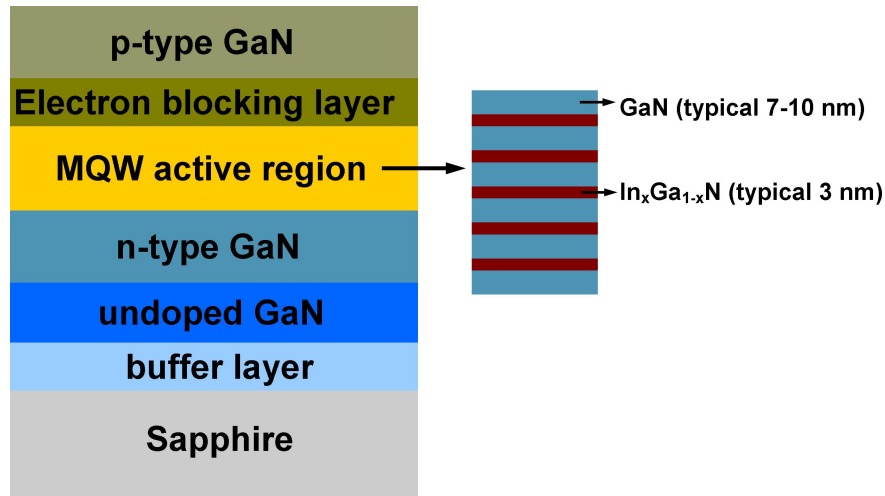 p-type GaN
Electron blocking layer
MQW active region
n-type GaN
undoped GaN
buffer layer
Sapphire
GaN (typical 7-10 nm)
InₓGa₁₋ₓN (typical 3 nm)